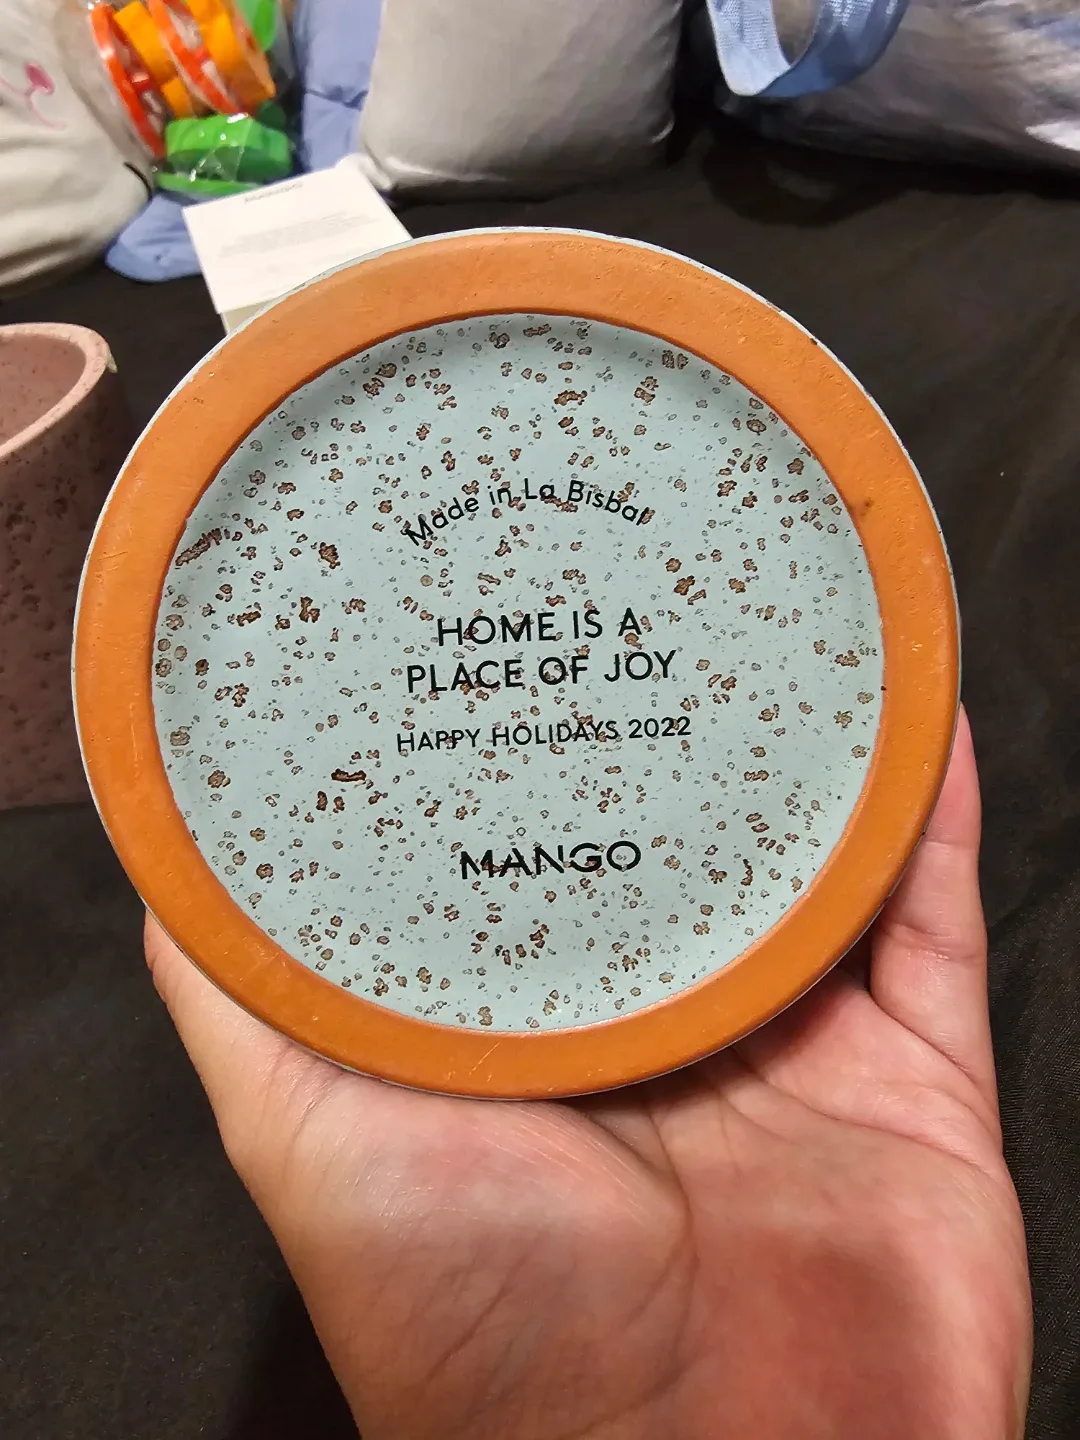 Made in La Bisbal
HOME IS A
PLACE OF JOY
HAPPY HOLIDAYS 2022
MANGO